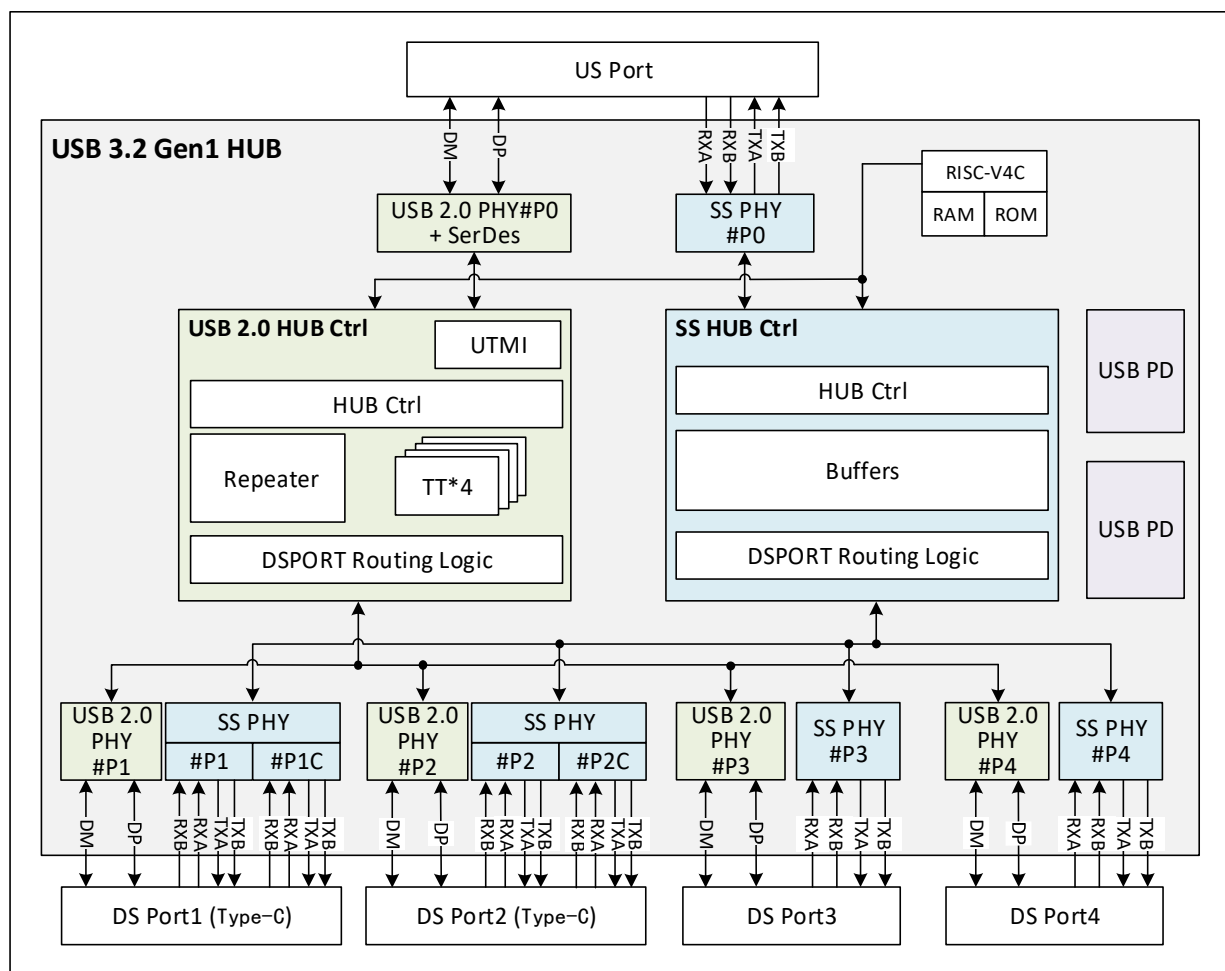 US Port
DM
DP
RXA
RXB
TXA
TXB
USB 3.2 Gen1 HUB
RISC-V4C
RAM
ROM
USB 2.0 PHY#P0
+ SerDes
SS PHY
#P0
USB 2.0 HUB Ctrl
UTMI
HUB Ctrl
Repeater
TT*4
DSPORT Routing Logic
SS HUB Ctrl
HUB Ctrl
Buffers
DSPORT Routing Logic
USB PD
USB PD
USB 2.0
PHY
#P1
SS PHY
#P1
#P1C
USB 2.0
PHY
#P2
SS PHY
#P2
#P2C
USB 2.0
PHY
#P3
SS PHY
#P3
USB 2.0
PHY
#P4
SS PHY
#P4
DM
DP
RXB
RXA
TXA
TXB
RXB
RXA
TXA
TXB
DM
DP
RXB
RXA
TXA
TXB
RXB
RXA
TXA
TXB
DM
DP
RXA
RXB
TXA
TXB
DM
DP
RXA
RXB
TXA
TXB
DS Port1 (Type-C)
DS Port2 (Type-C)
DS Port3
DS Port4